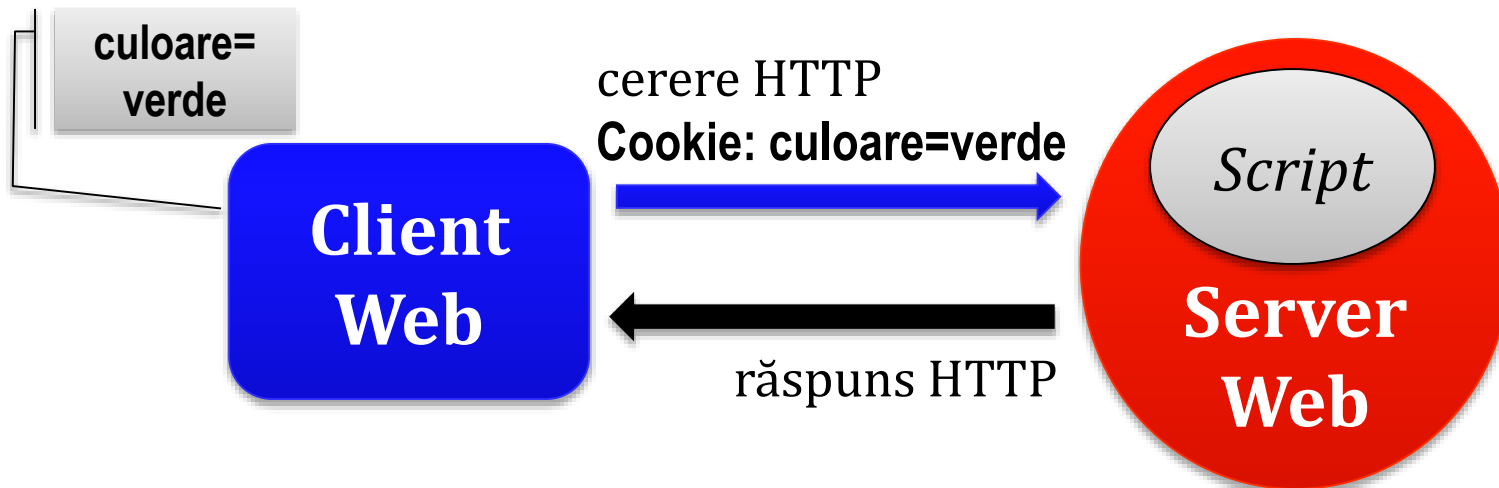 culoare=
verde
cerere HTTP
Cookie: culoare=verde
Client
Web
răspuns HTTP
Script
Server
Web